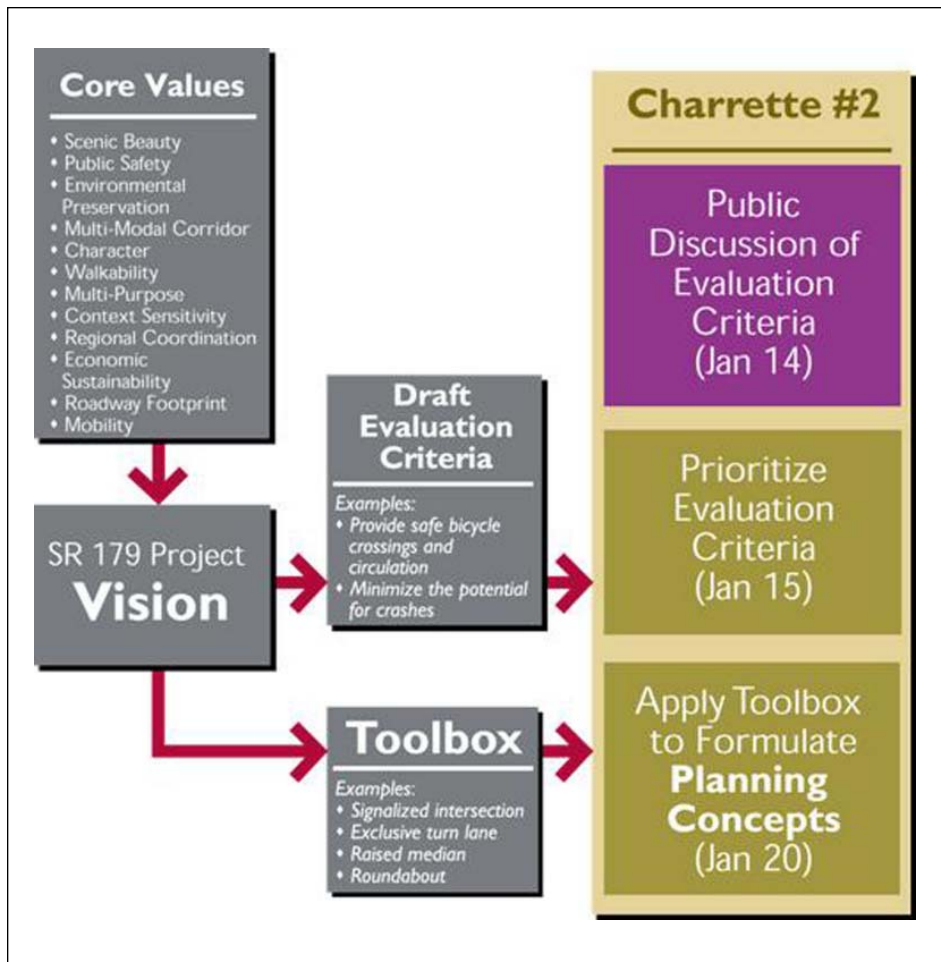 Core Values
♦ Scenic Beauty
♦ Public Safety
♦ Environmental
Preservation
♦ Multi-Modal Corridor
♦ Character
♦ Walkability
♦ Multi-Purpose
♦ Context Sensitivity
♦ Regional Coordination
♦ Economic
Sustainability
♦ Roadway Footprint
♦ Mobility
SR 179 Project
Vision
Draft
Evaluation
Criteria
Examples:
♦ Provide safe bicycle
crossings and
circulation
♦ Minimize the potential
for crashes
Toolbox
Examples:
♦ Signalized intersection
♦ Exclusive turn lane
♦ Raised median
♦ Roundabout
Charrette #2
Public
Discussion of
Evaluation
Criteria
(Jan 14)
Prioritize
Evaluation
Criteria
(Jan 15)
Apply Toolbox
to Formulate
Planning
Concepts
(Jan 20)